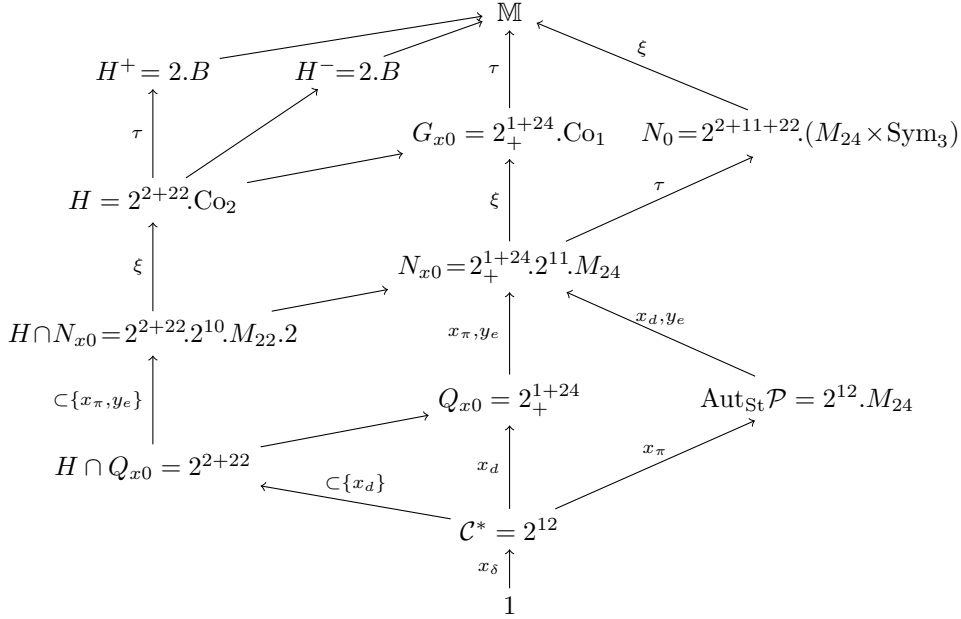 𝕄
H⁺ = 2.B H⁻ = 2.B τ ξ
τ G_{x0} = 2_+^{1+24}.Co_1 N_0 = 2^{2+11+22}.(M_{24} × Sym_3)
H = 2^{2+22}.Co_2 ξ τ
ξ N_{x0} = 2_+^{1+24}.2^{11}.M_{24}
H ∩ N_{x0} = 2^{2+22}.2^{10}.M_{22}.2 x_π, y_e x_d, y_e
⊂{x_π, y_e} Q_{x0} = 2_+^{1+24} Aut_{St} 𝒫 = 2^{12}.M_{24}
H ∩ Q_{x0} = 2^{2+22} x_d x_π
⊂{x_d}
𝒞* = 2^{12}
x_δ
1